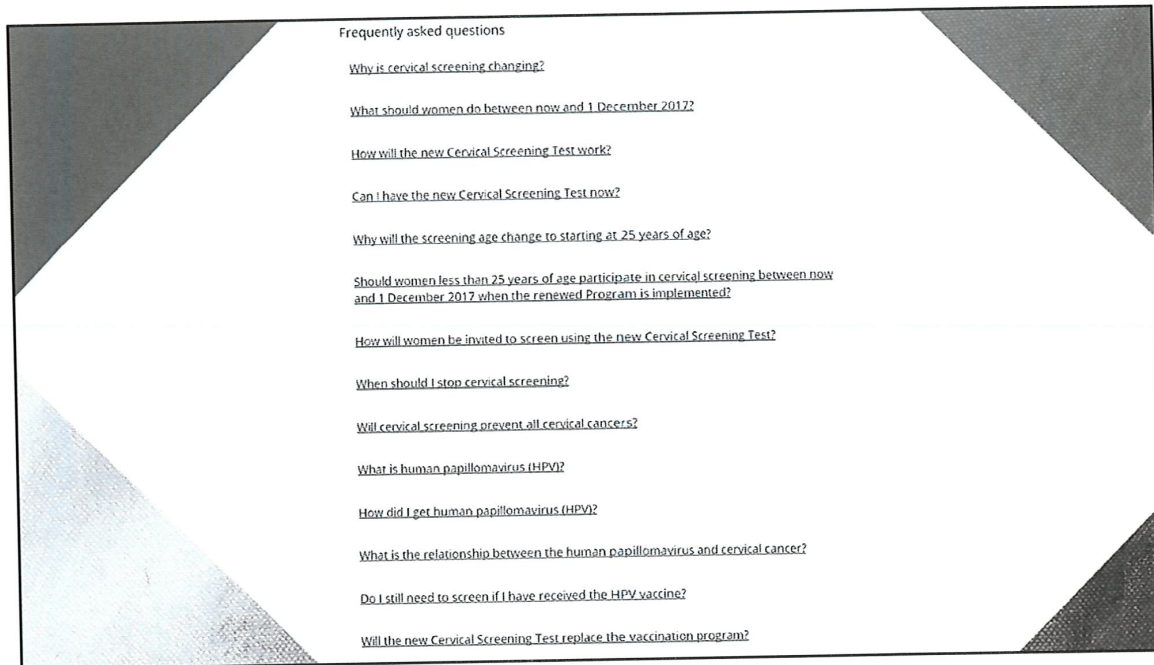 Frequently asked questions
Why is cervical screening changing?
What should women do between now and 1 December 2017?
How will the new Cervical Screening Test work?
Can I have the new Cervical Screening Test now?
Why will the screening age change to starting at 25 years of age?
Should women less than 25 years of age participate in cervical screening between now
and 1 December 2017 when the renewed Program is implemented?
How will women be invited to screen using the new Cervical Screening Test?
When should I stop cervical screening?
Will cervical screening prevent all cervical cancers?
What is human papillomavirus (HPV)?
How did I get human papillomavirus (HPV)?
What is the relationship between the human papillomavirus and cervical cancer?
Do I still need to screen if I have received the HPV vaccine?
Will the new Cervical Screening Test replace the vaccination program?